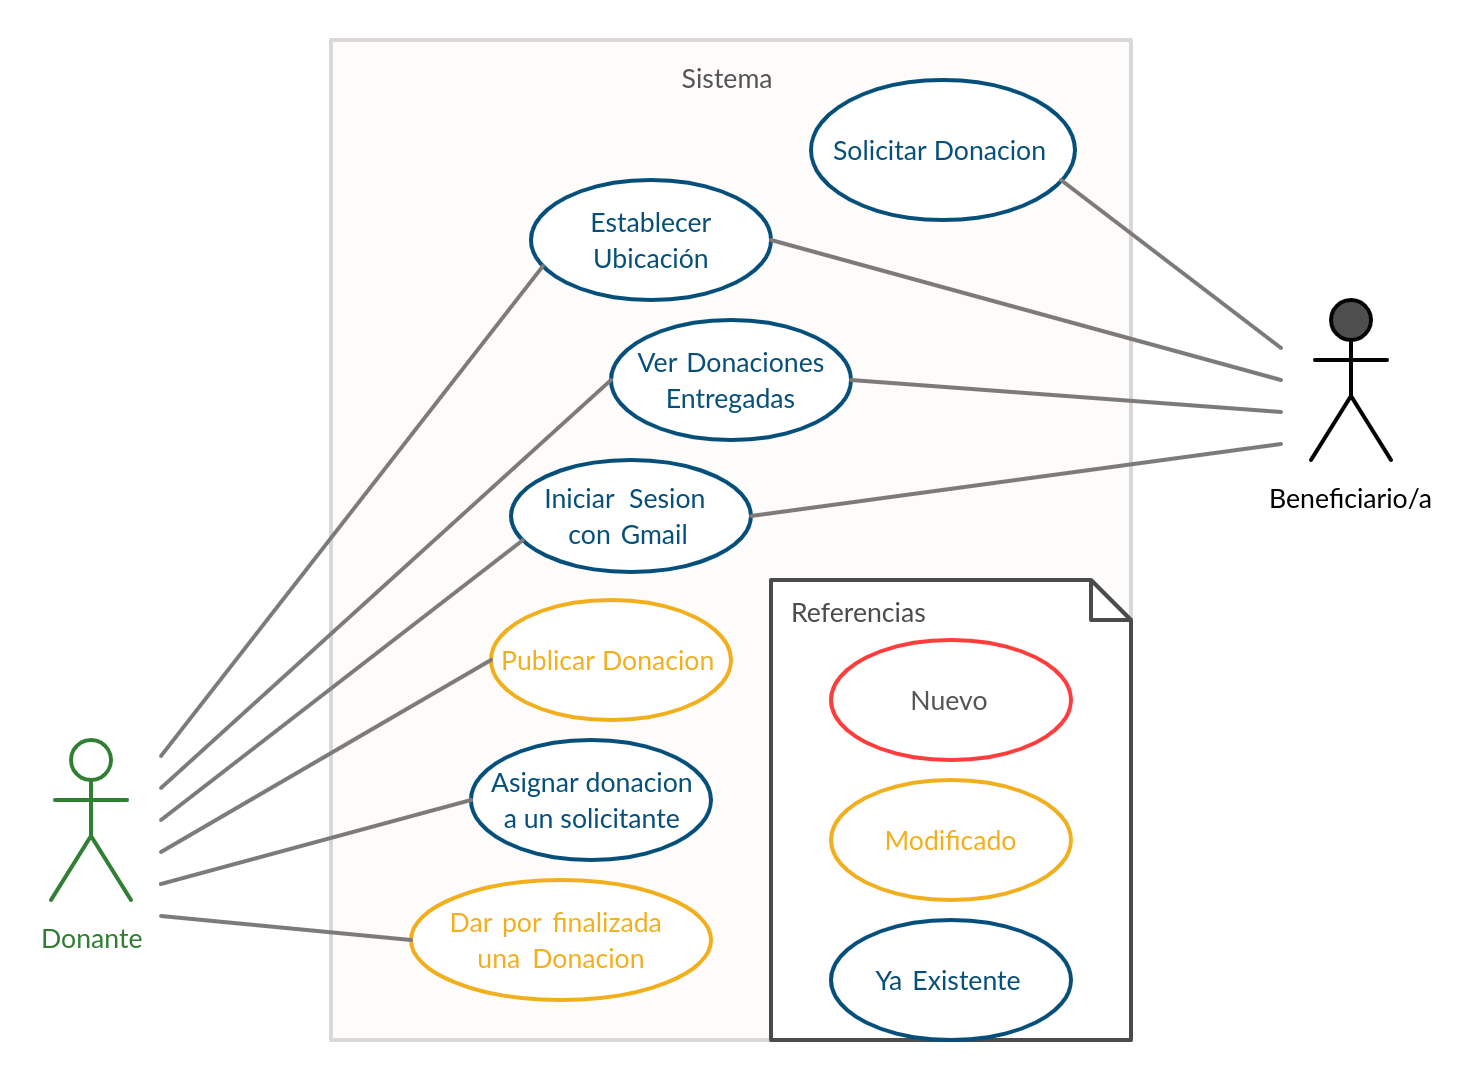 Sistema
Solicitar Donacion
Establecer
Ubicación
Ver Donaciones
Entregadas
Iniciar Sesion
con Gmail
Beneficiario/a
Referencias
Publicar Donacion
Nuevo
Asignar donacion
a un solicitante
Modificado
Dar por finalizada
una Donacion
Donante
Ya Existente